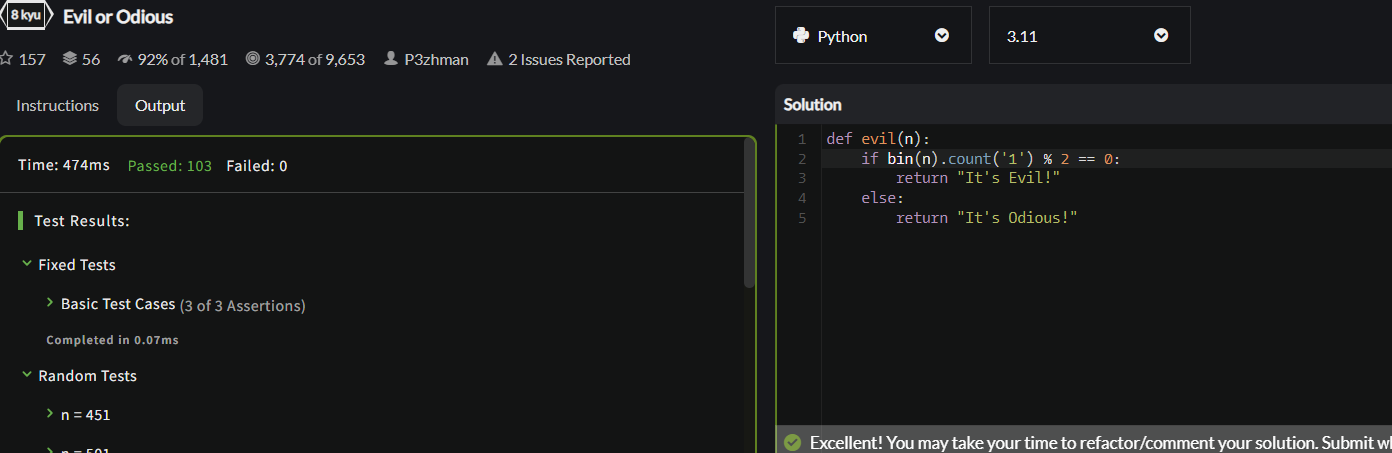 8 kyu Evil or Odious
157 56 92% of 1,481 3,774 of 9,653 P3zhman 2 Issues Reported
Python 3.11
Instructions Output
Time: 474ms Passed: 103 Failed: 0
Test Results:
Fixed Tests
Basic Test Cases (3 of 3 Assertions)
Completed in 0.07ms
Random Tests
n = 451
Solution
1 def evil(n):
2     if bin(n).count('1') % 2 == 0:
3         return "It's Evil!"
4     else:
5         return "It's Odious!"
Excellent! You may take your time to refactor/comment your solution. Submit